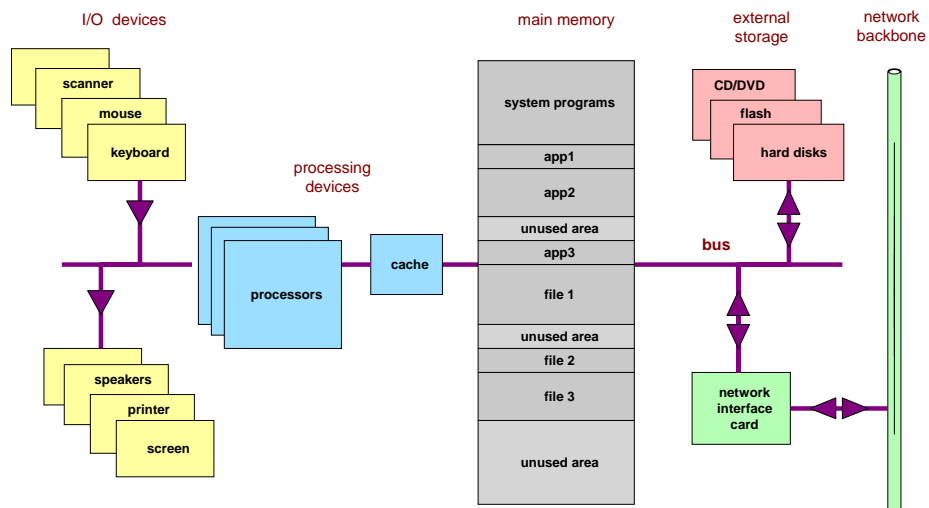 I/O devices
main memory
external
storage
network
backbone
scanner
mouse
keyboard
processing
devices
processors
cache
system programs
app1
app2
unused area
app3
file 1
unused area
file 2
file 3
unused area
CD/DVD
flash
hard disks
bus
network
interface
card
speakers
printer
screen